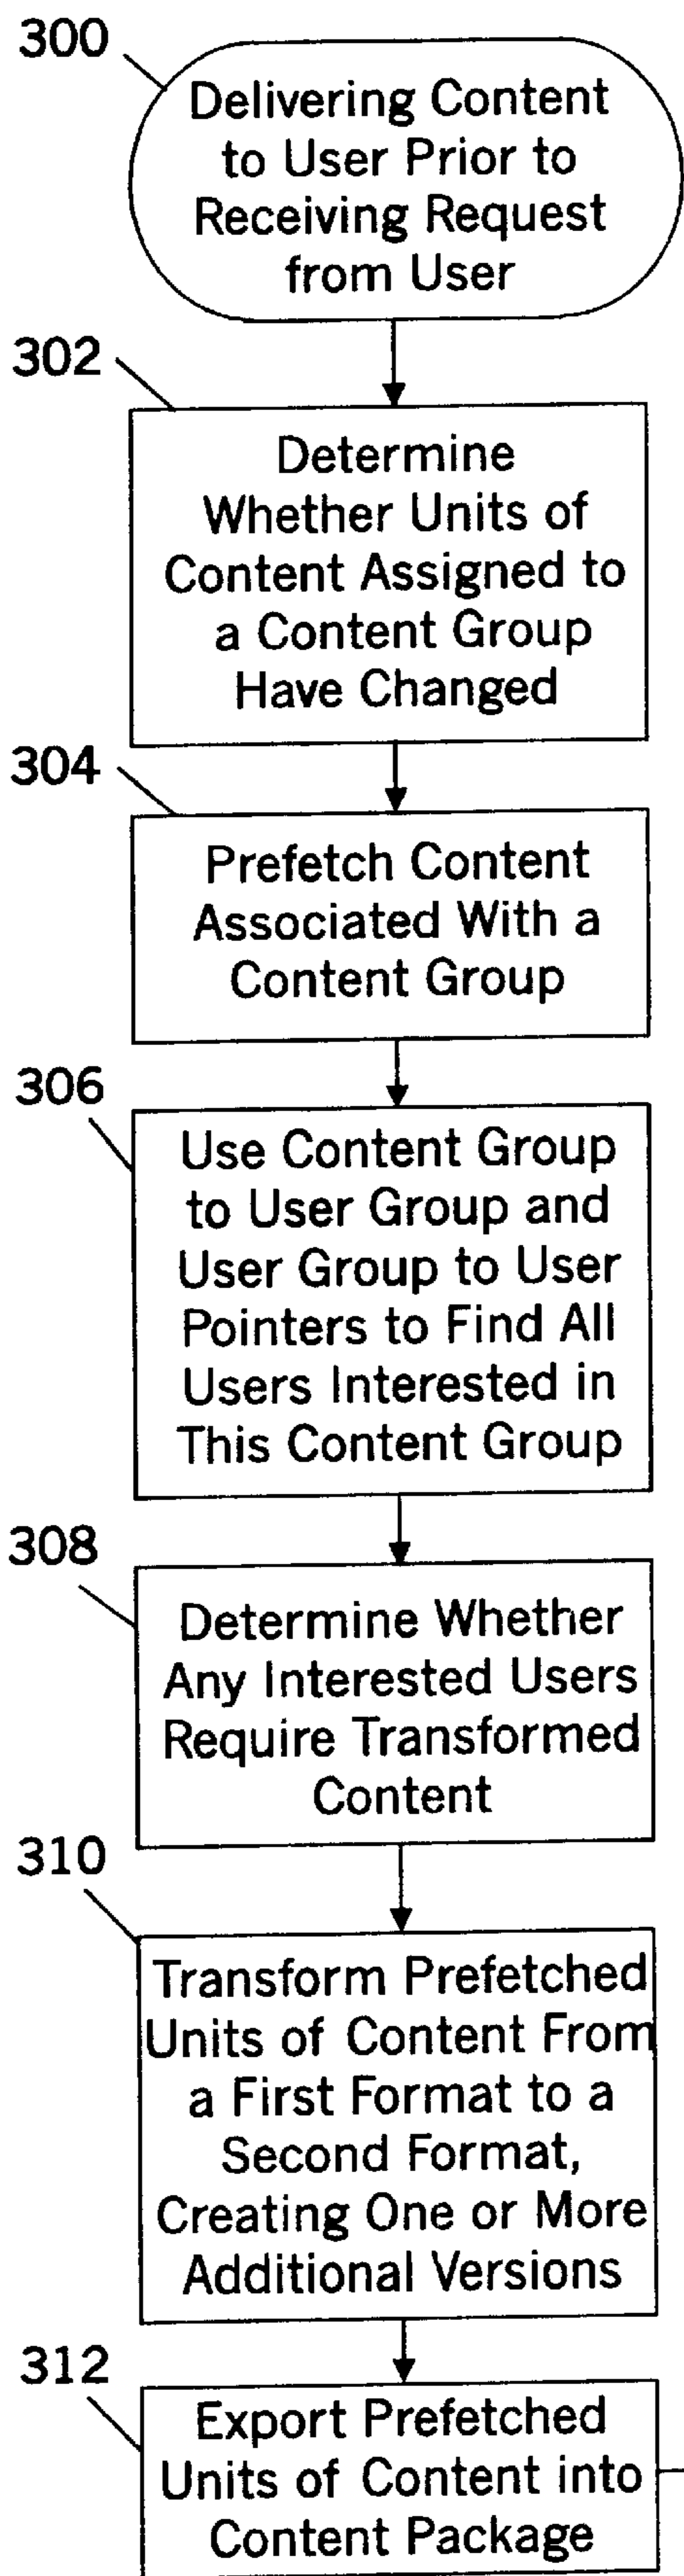 300
Delivering Content
to User Prior to
Receiving Request
from User
302
Determine
Whether Units of
Content Assigned to
a Content Group
Have Changed
304
Prefetch Content
Associated With a
Content Group
306
Use Content Group
to User Group and
User Group to User
Pointers to Find All
Users Interested in
This Content Group
308
Determine Whether
Any Interested Users
Require Transformed
Content
310
Transform Prefetched
Units of Content From
a First Format to a
Second Format,
Creating One or More
Additional Versions
312
Export Prefetched
Units of Content into
Content Package